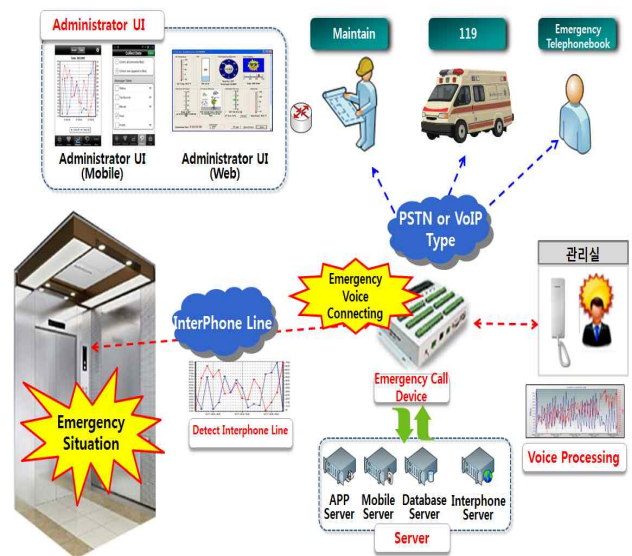 Administrator UI
Administrator UI
(Mobile)
Administrator UI
(Web)
Maintain
119
Emergency
Telephonebook
PSTN or VoIP
Type
Emergency
Voice
Connecting
InterPhone Line
관리실
Emergency
Situation
Detect Interphone Line
Emergency Call
Device
Voice Processing
APP
Server
Mobile
Server
Database
Server
Interphone
Server
Server